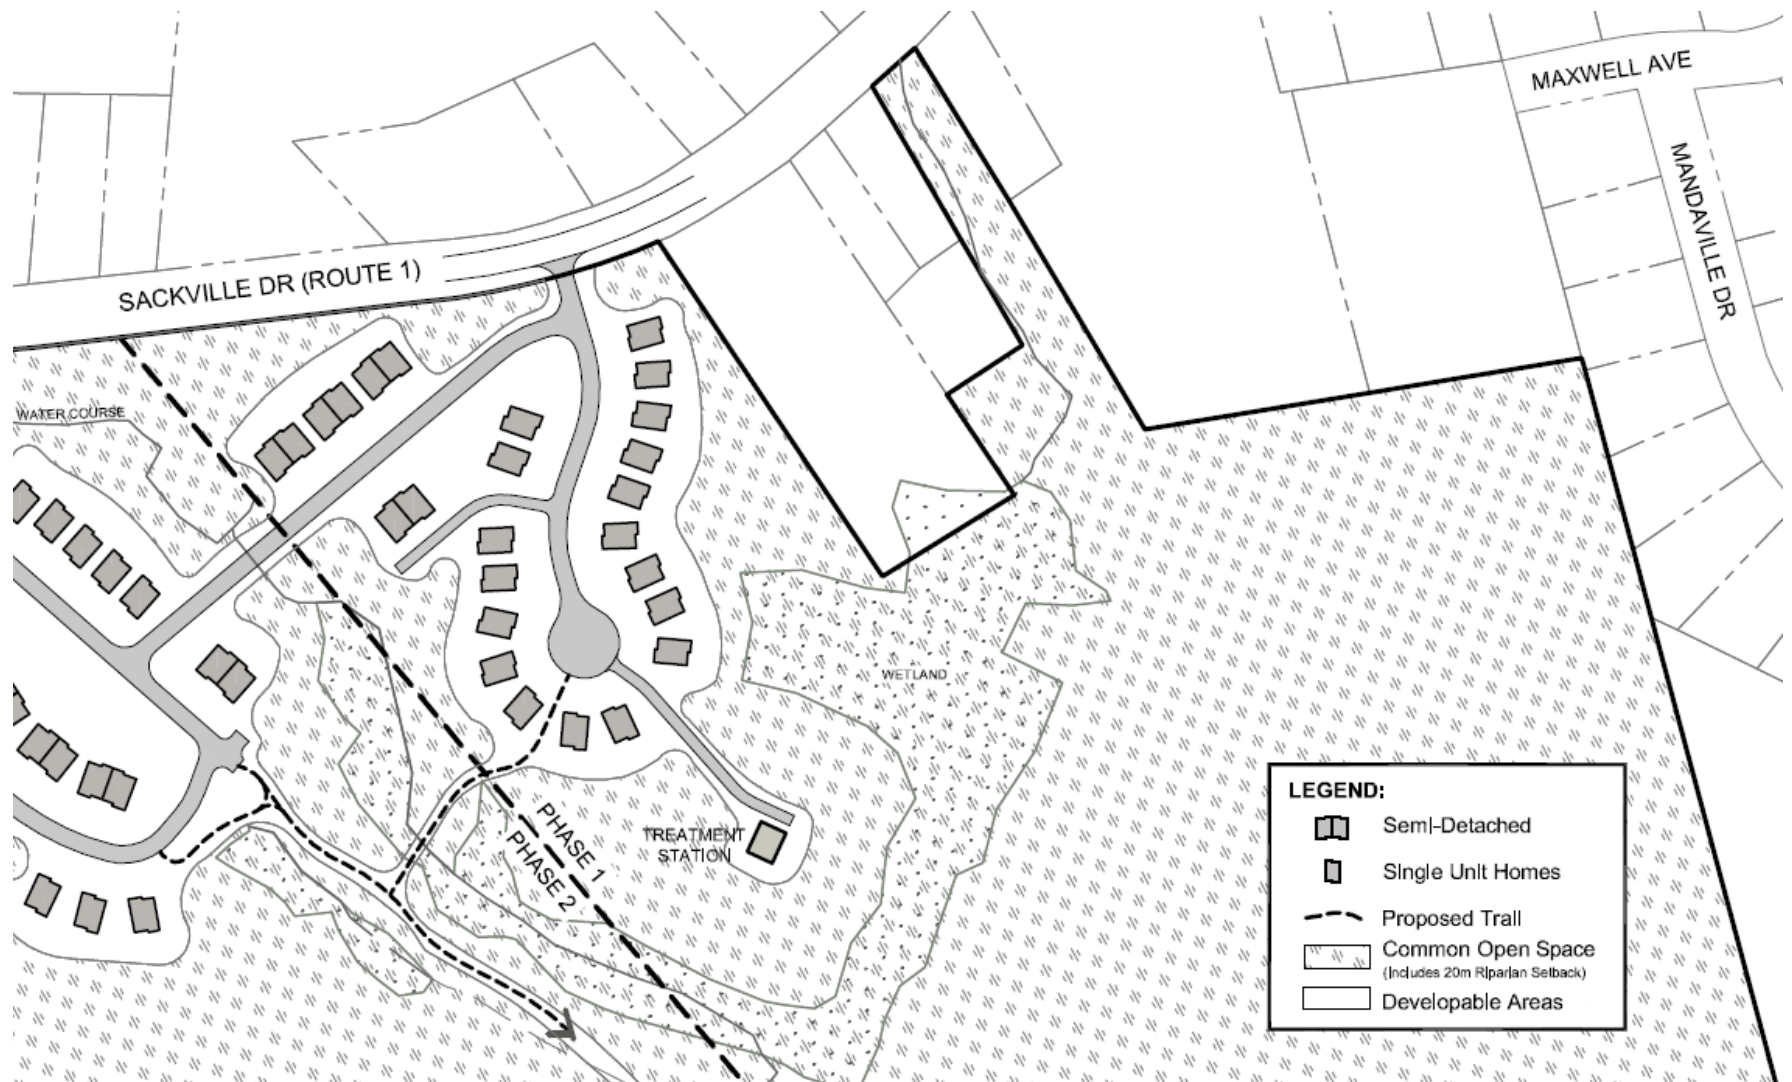 MAXWELL AVE
MANDAVILLE DR
SACKVILLE DR (ROUTE 1)
WATER COURSE
WETLAND
PHASE 1
PHASE 2
TREATMENT
STATION
LEGEND:
Semi-Detached
Single Unit Homes
Proposed Trail
Common Open Space
(Includes 20m Riparian Setback)
Developable Areas